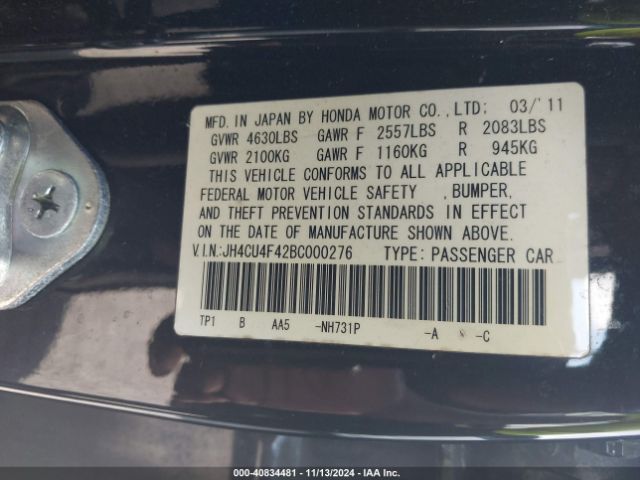 MFD. IN JAPAN BY HONDA MOTOR CO.,LTD: 03/'11
GVWR 4630LBS GAWR F 2557LBS R 2083LBS
GVWR 2100KG GAWR F 1160KG R 945KG
THIS VEHICLE CONFORMS TO ALL APPLICABLE
FEDERAL MOTOR VEHICLE SAFETY ,BUMPER,
AND THEFT PREVENTION STANDARDS IN EFFECT
ON THE DATE OF MANUFACTURE SHOWN ABOVE.
V.I.N:JH4CU4F42BC000276 TYPE: PASSENGER CAR
TP1 B AA5 -NH731P -A -C
000-40834481 - 11/13/2024 - IAAI.COM